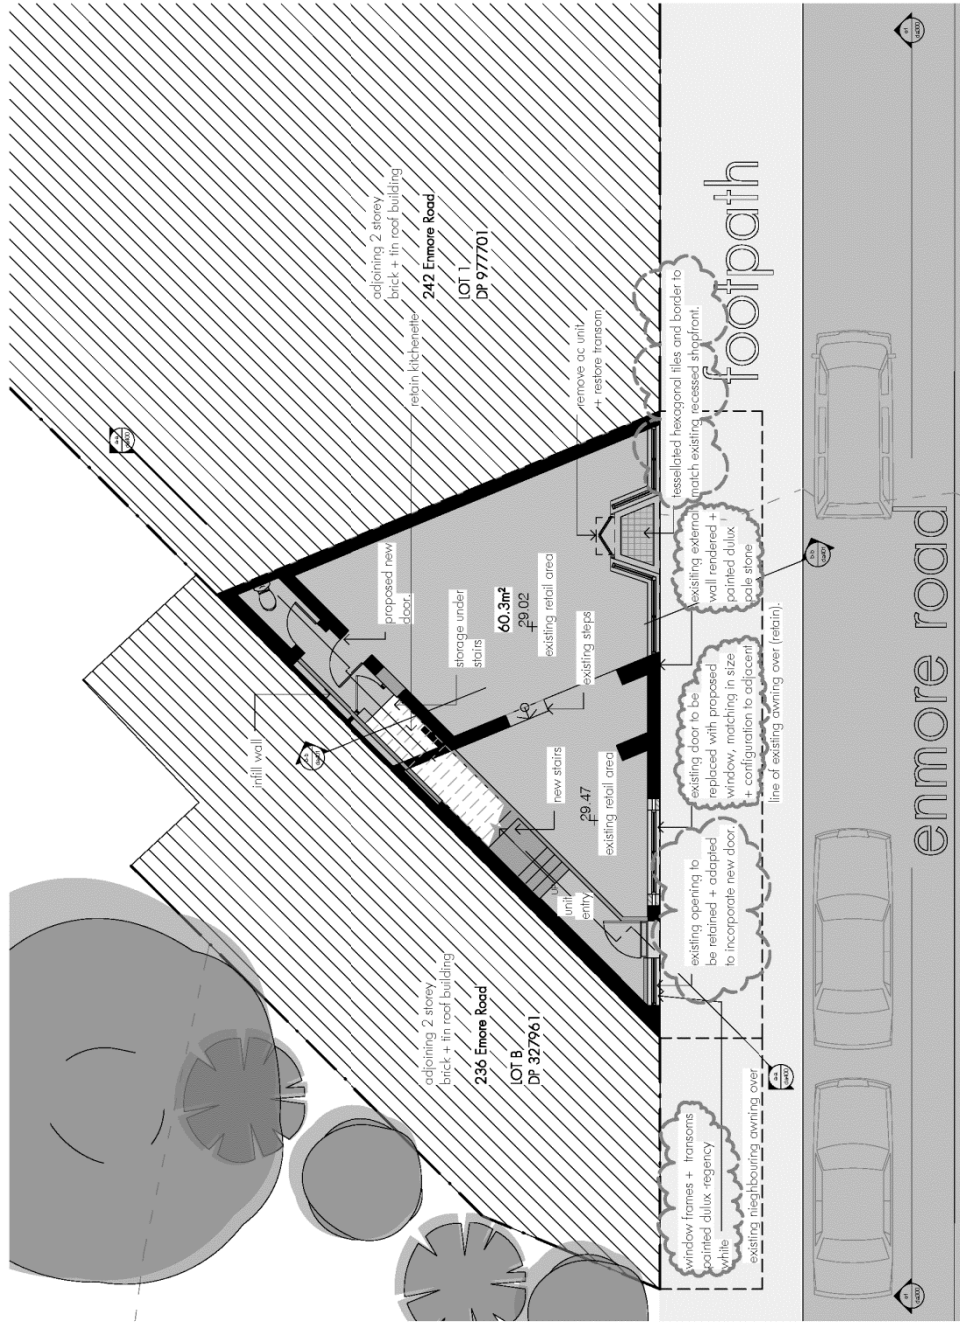 adjoining 2 storey
brick + tin roof building
242 Enmore Road
LOT 1
DP 977701
retain kitchenette
remove ac unit
+ restore transom
tessellated hexagonal tiles and border to
match existing recessed shopfront.
footpath
proposed new
door.
storage under
stairs
60.3m²
29.02
existing retail area
existing steps
exisiting external
wall rendered +
painted dulux
pale stone
infill wall
new stairs
29.47
existing retail area
existing door to be
replaced with proposed
window, matching in size
+ configuration to adjacent
line of existing awning over (retain).
enmore road
up
unit
entry
existing opening to
be retained + adapted
to incorporate new door.
adjoining 2 storey
brick + tin roof building
236 Emore Road
LOT B
DP 327961
window frames + transoms
painted dulux -regency
white
existing nieghbouring awning over